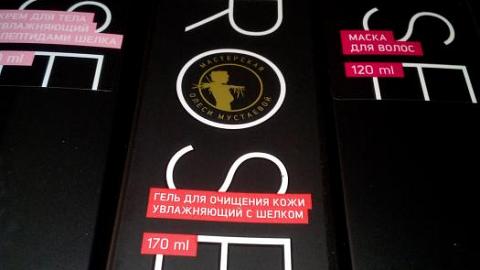 КРЕМ ДЛЯ ТЕЛА
УВЛАЖНЯЮЩИЙ
ПЕПТИДАМИ ШЕЛКА
ml
R
O
S
E
МАСТЕРСКАЯ
ОЛЕСИ МУСТАЕВОЙ
ГЕЛЬ ДЛЯ ОЧИЩЕНИЯ КОЖИ
УВЛАЖНЯЮЩИЙ С ШЕЛКОМ
170 ml
S
E
МАСКА
ДЛЯ ВОЛОС
120 ml